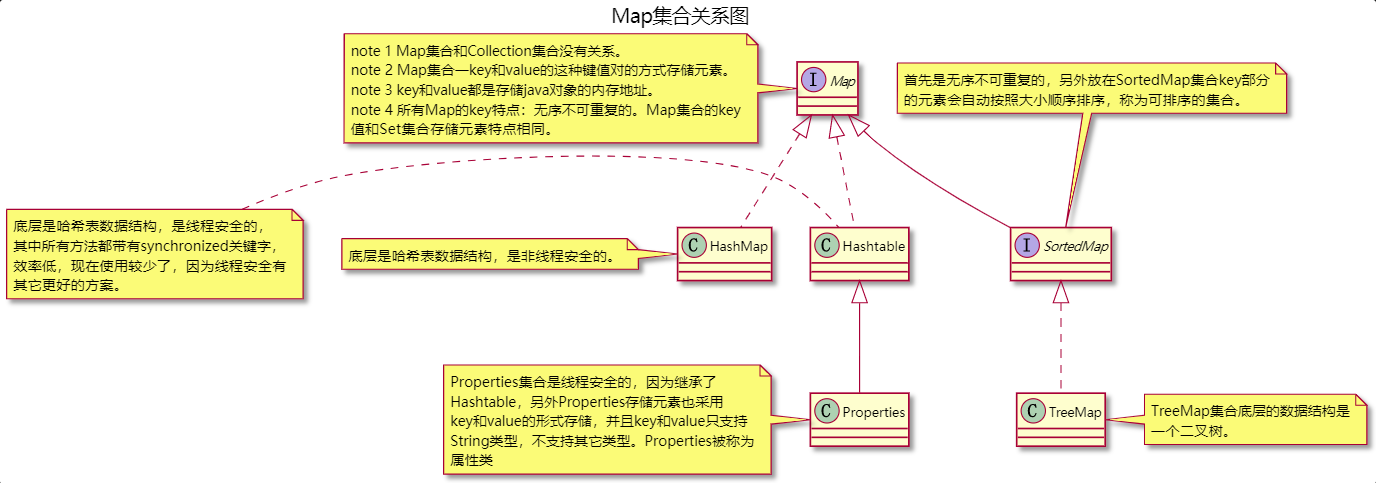 Map集合关系图
note 1 Map集合和Collection集合没有关系。
note 2 Map集合一key和value的这种键值对的方式存储元素。
note 3 key和value都是存储java对象的内存地址。
note 4 所有Map的key特点：无序不可重复的。Map集合的key
值和Set集合存储元素特点相同。
I Map
首先是无序不可重复的，另外放在SortedMap集合key部分
的元素会自动按照大小顺序排序，称为可排序的集合。
底层是哈希表数据结构，是线程安全的，
其中所有方法都带有synchronized关键字，
效率低，现在使用较少了，因为线程安全有
其它更好的方案。
底层是哈希表数据结构，是非线程安全的。
C HashMap
C Hashtable
I SortedMap
Properties集合是线程安全的，因为继承了
Hashtable，另外Properties存储元素也采用
key和value的形式存储，并且key和value只支持
String类型，不支持其它类型。Properties被称为
属性类
C Properties
C TreeMap
TreeMap集合底层的数据结构是
一个二叉树。